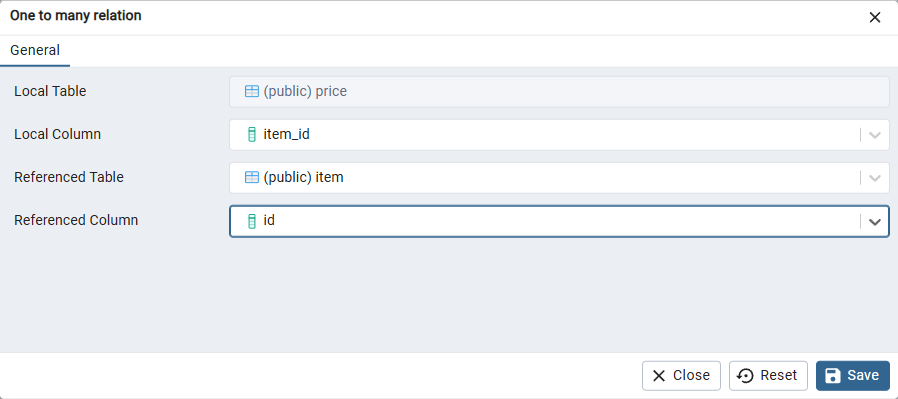 One to many relation
General
Local Table
(public) price
Local Column
item_id
Referenced Table
(public) item
Referenced Column
id
Close
Reset
Save